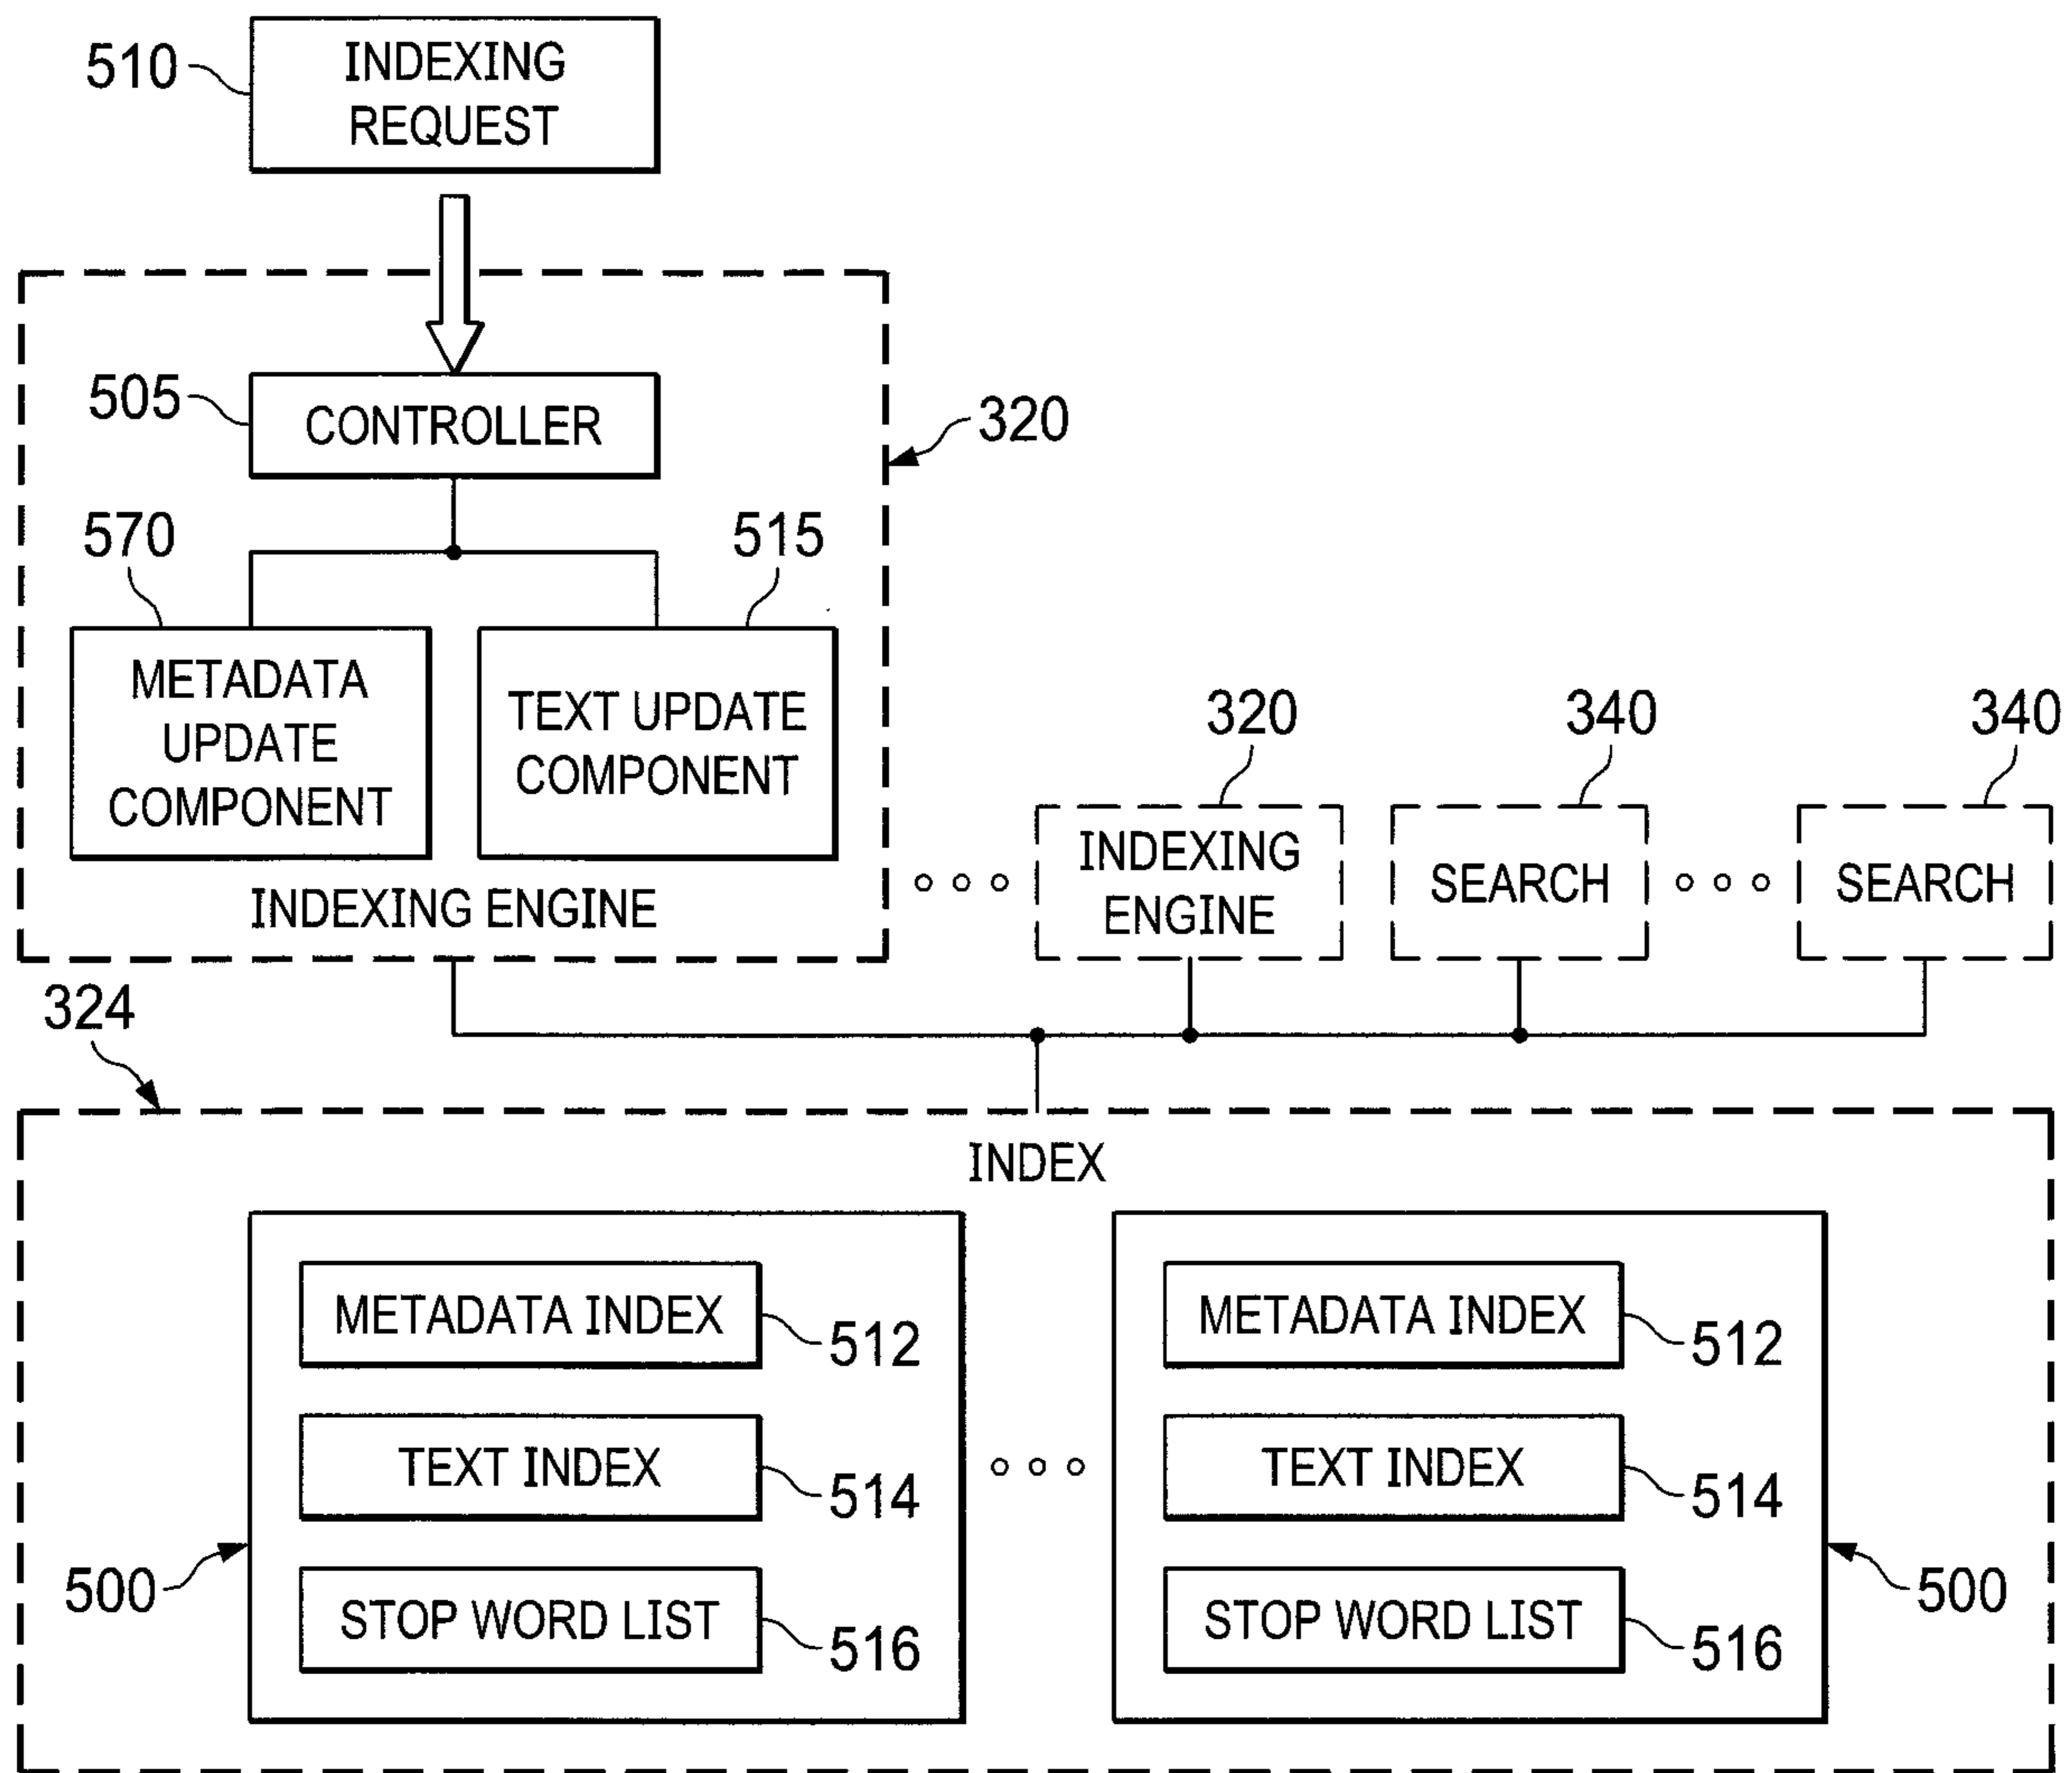 510
INDEXING
REQUEST
505
CONTROLLER
320
570
515
METADATA
UPDATE
COMPONENT
TEXT UPDATE
COMPONENT
INDEXING ENGINE
320
INDEXING
ENGINE
340
SEARCH
340
SEARCH
324
INDEX
METADATA INDEX
512
TEXT INDEX
514
STOP WORD LIST
516
500
METADATA INDEX
512
TEXT INDEX
514
STOP WORD LIST
516
500